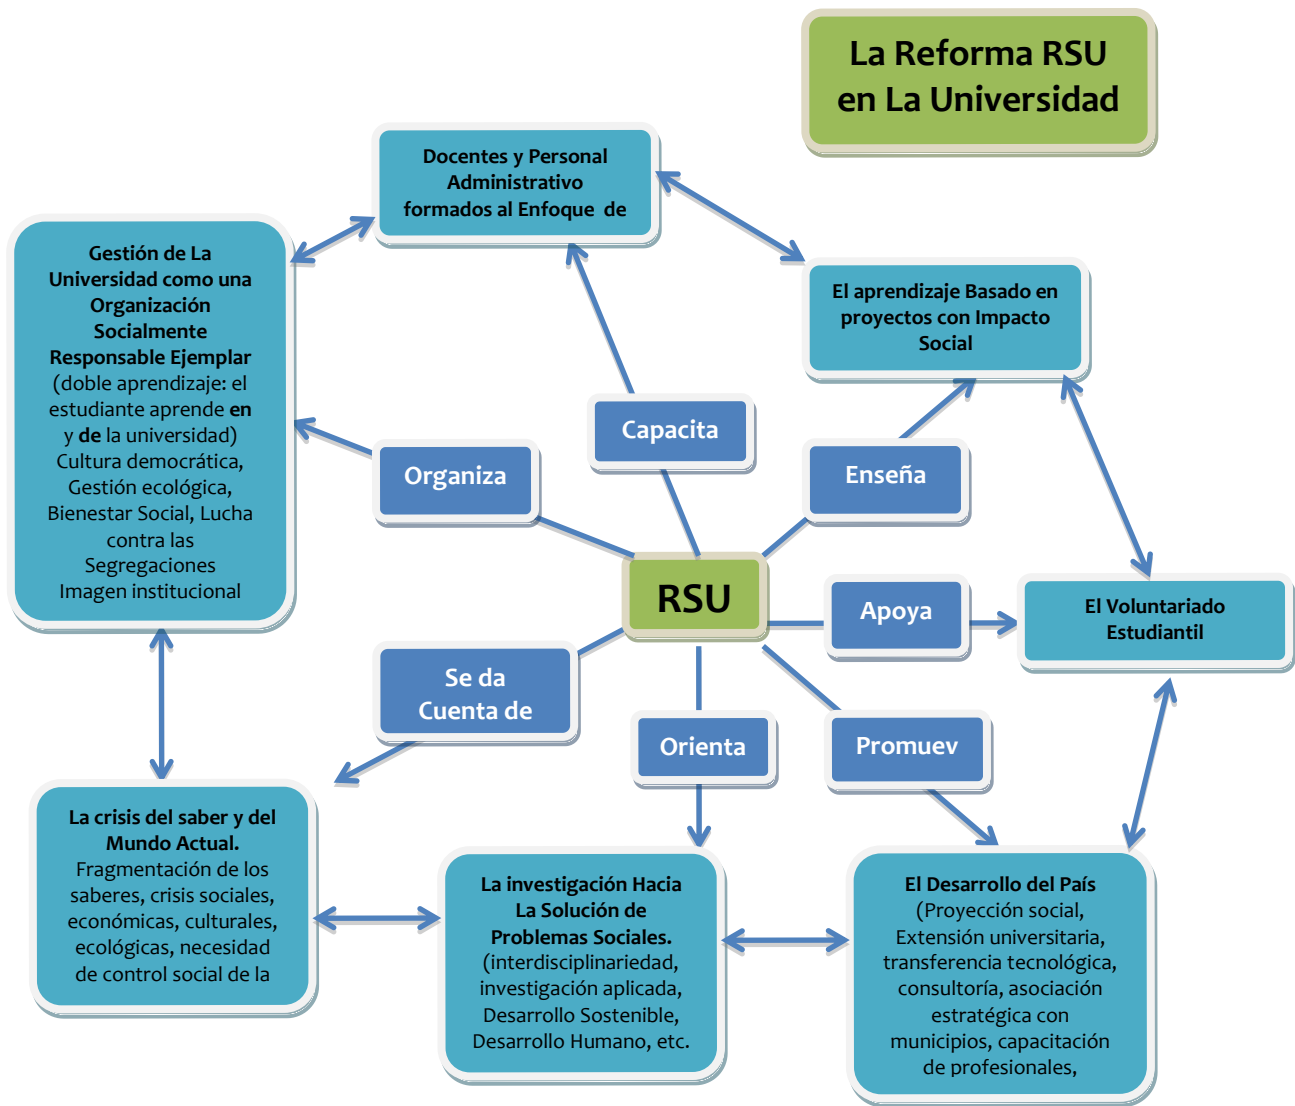 La Reforma RSU
en La Universidad
Docentes y Personal
Administrativo
formados al Enfoque de
Gestión de La
Universidad como una
Organización
Socialmente
Responsable Ejemplar
(doble aprendizaje: el
estudiante aprende en
y de la universidad)
Cultura democrática,
Gestión ecológica,
Bienestar Social, Lucha
contra las
Segregaciones
Imagen institucional
El aprendizaje Basado en
proyectos con Impacto
Social
Capacita
Organiza
Enseña
RSU
Apoya
El Voluntariado
Estudiantil
Se da
Cuenta de
Orienta
Promuev
La crisis del saber y del
Mundo Actual.
Fragmentación de los
saberes, crisis sociales,
económicas, culturales,
ecológicas, necesidad
de control social de la
La investigación Hacia
La Solución de
Problemas Sociales.
(interdisciplinariedad,
investigación aplicada,
Desarrollo Sostenible,
Desarrollo Humano, etc.
El Desarrollo del País
(Proyección social,
Extensión universitaria,
transferencia tecnológica,
consultoría, asociación
estratégica con
municipios, capacitación
de profesionales,